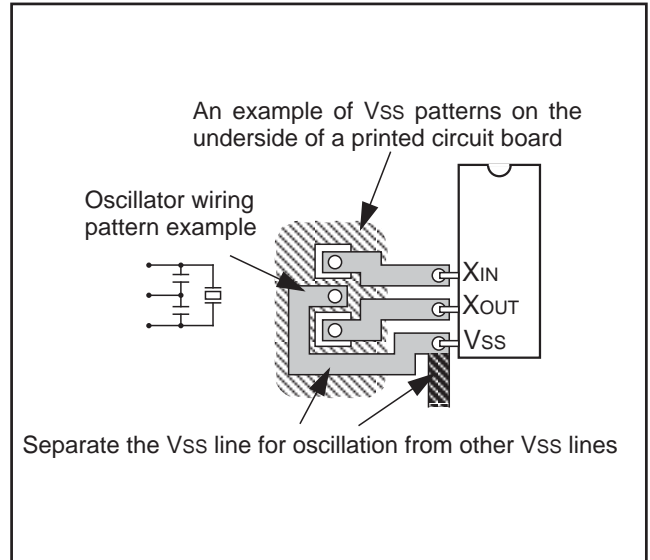 An example of VSS patterns on the
underside of a printed circuit board
Oscillator wiring
pattern example
XIN
XOUT
VSS
Separate the VSS line for oscillation from other VSS lines